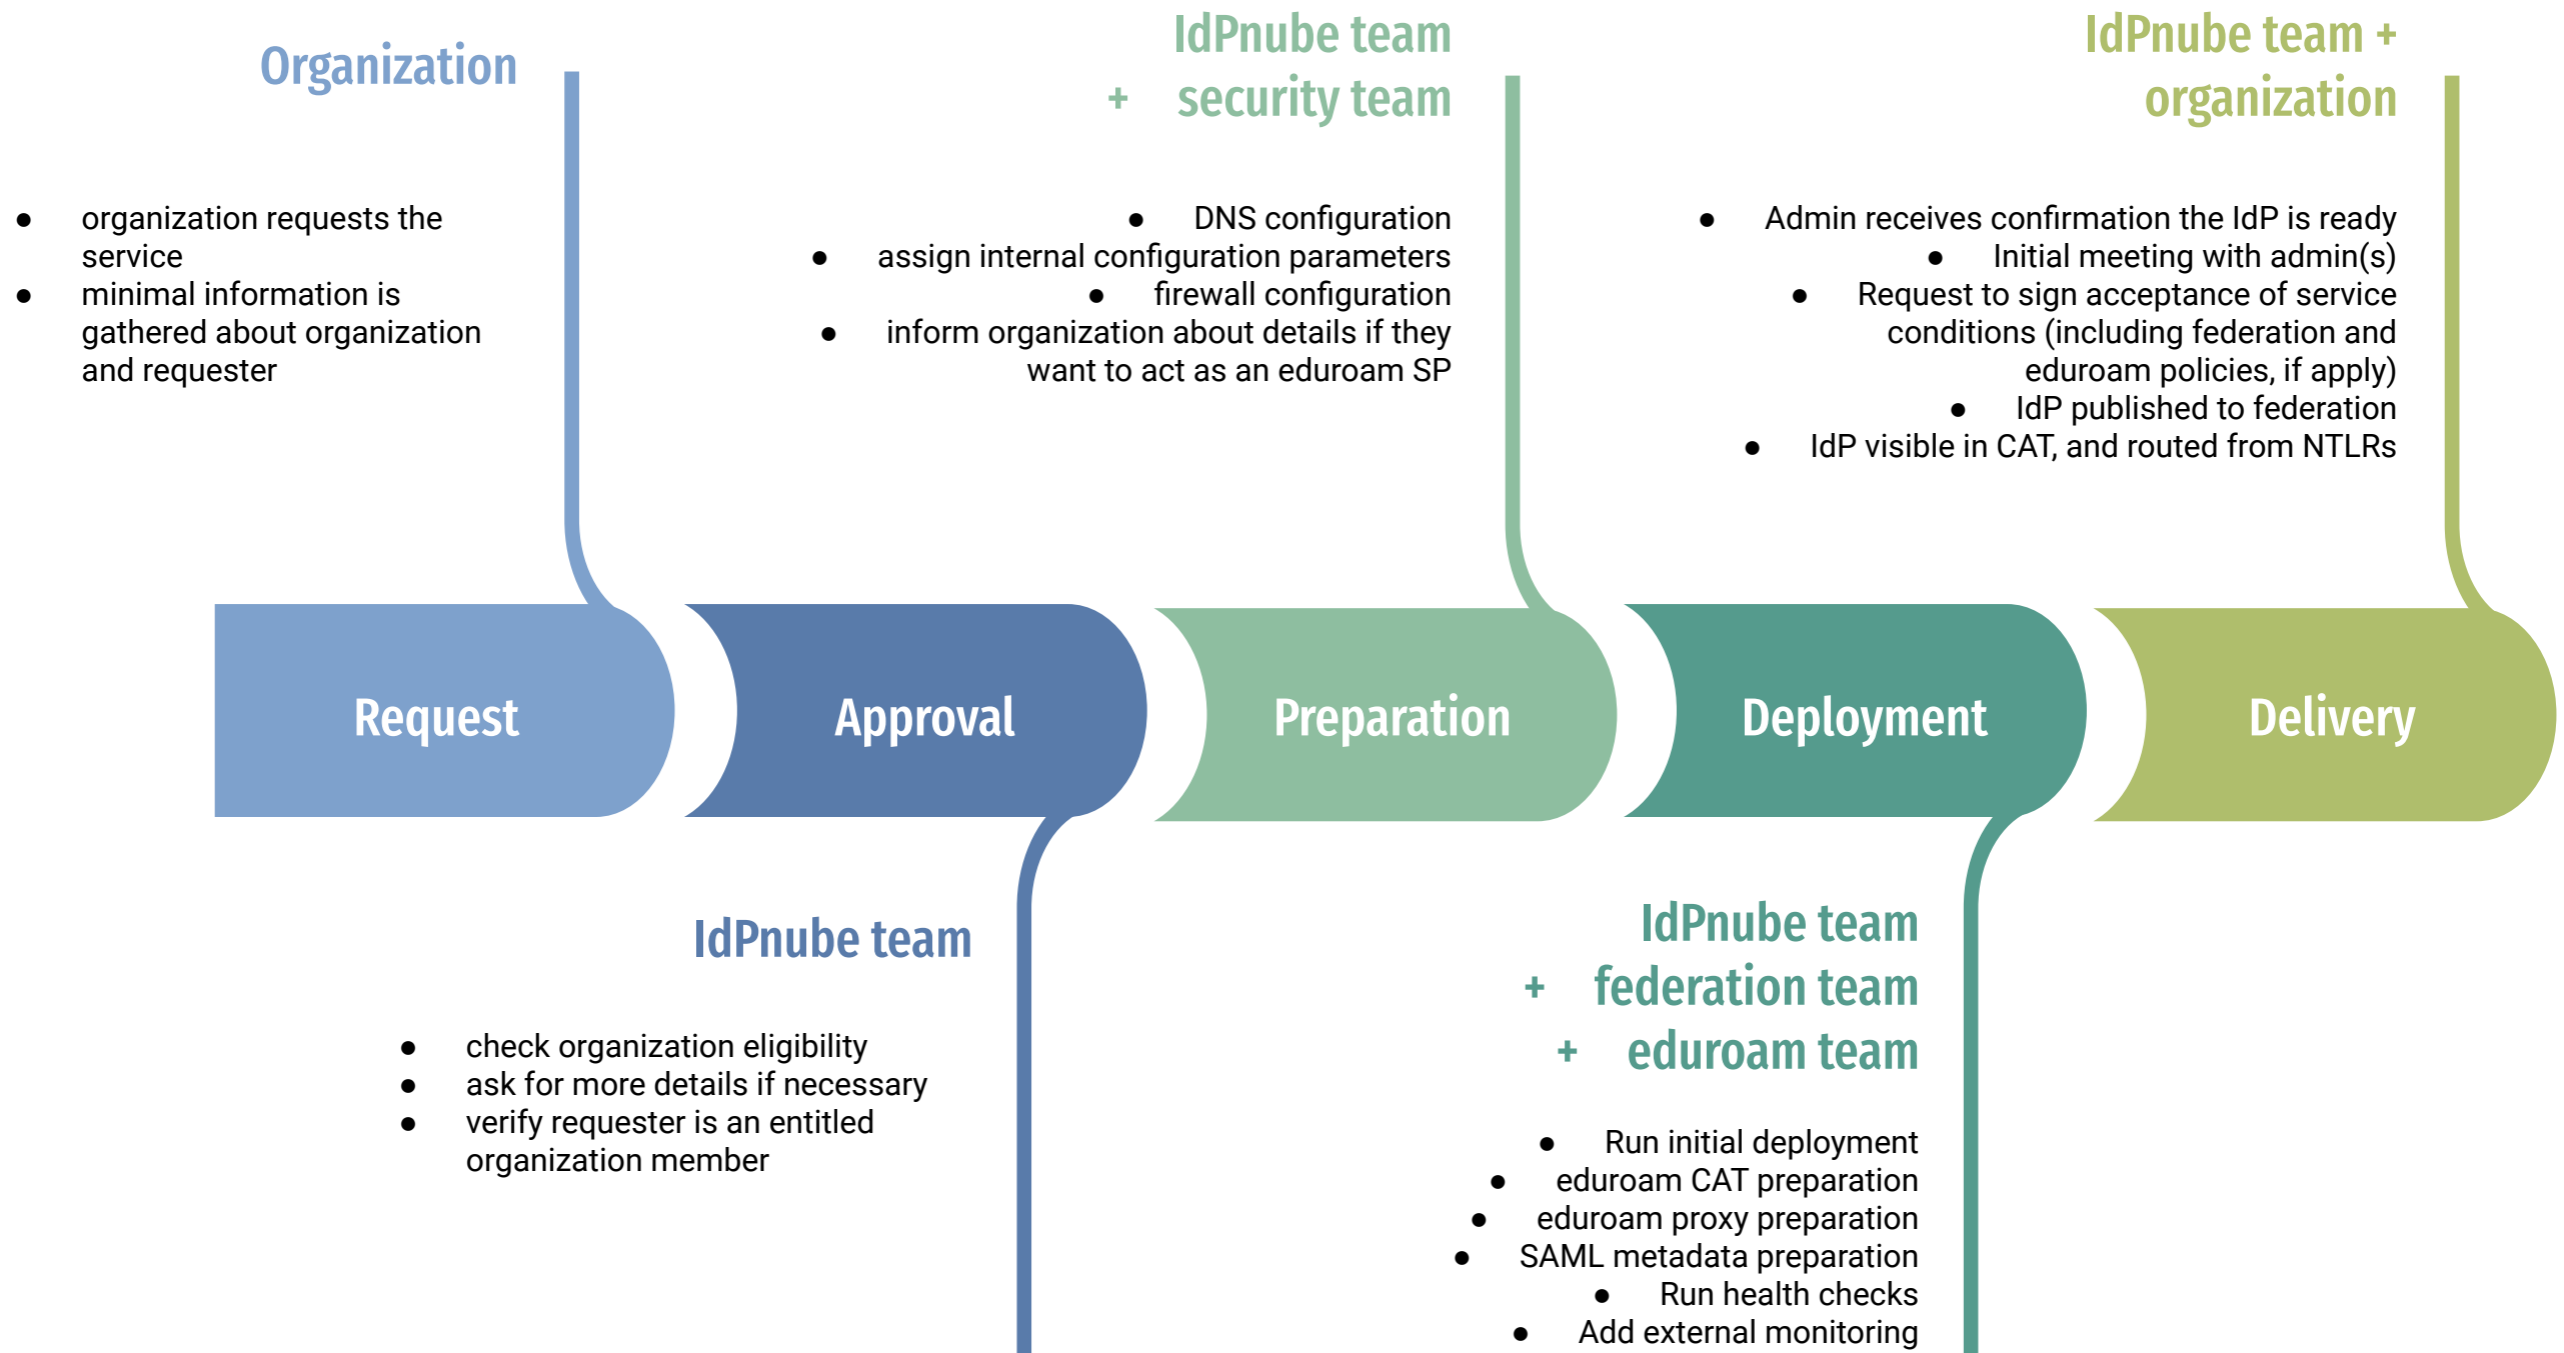 Organization
● organization requests the
service
● minimal information is
gathered about organization
and requester
IdPnube team
+ security team
● DNS configuration
● assign internal configuration parameters
● firewall configuration
● inform organization about details if they
want to act as an eduroam SP
IdPnube team +
organization
● Admin receives confirmation the IdP is ready
● Initial meeting with admin(s)
● Request to sign acceptance of service
conditions (including federation and
eduroam policies, if apply)
● IdP published to federation
● IdP visible in CAT, and routed from NTLRs
Request
Approval
Preparation
Deployment
Delivery
IdPnube team
● check organization eligibility
● ask for more details if necessary
● verify requester is an entitled
organization member
IdPnube team
+ federation team
+ eduroam team
● Run initial deployment
● eduroam CAT preparation
● eduroam proxy preparation
● SAML metadata preparation
● Run health checks
● Add external monitoring